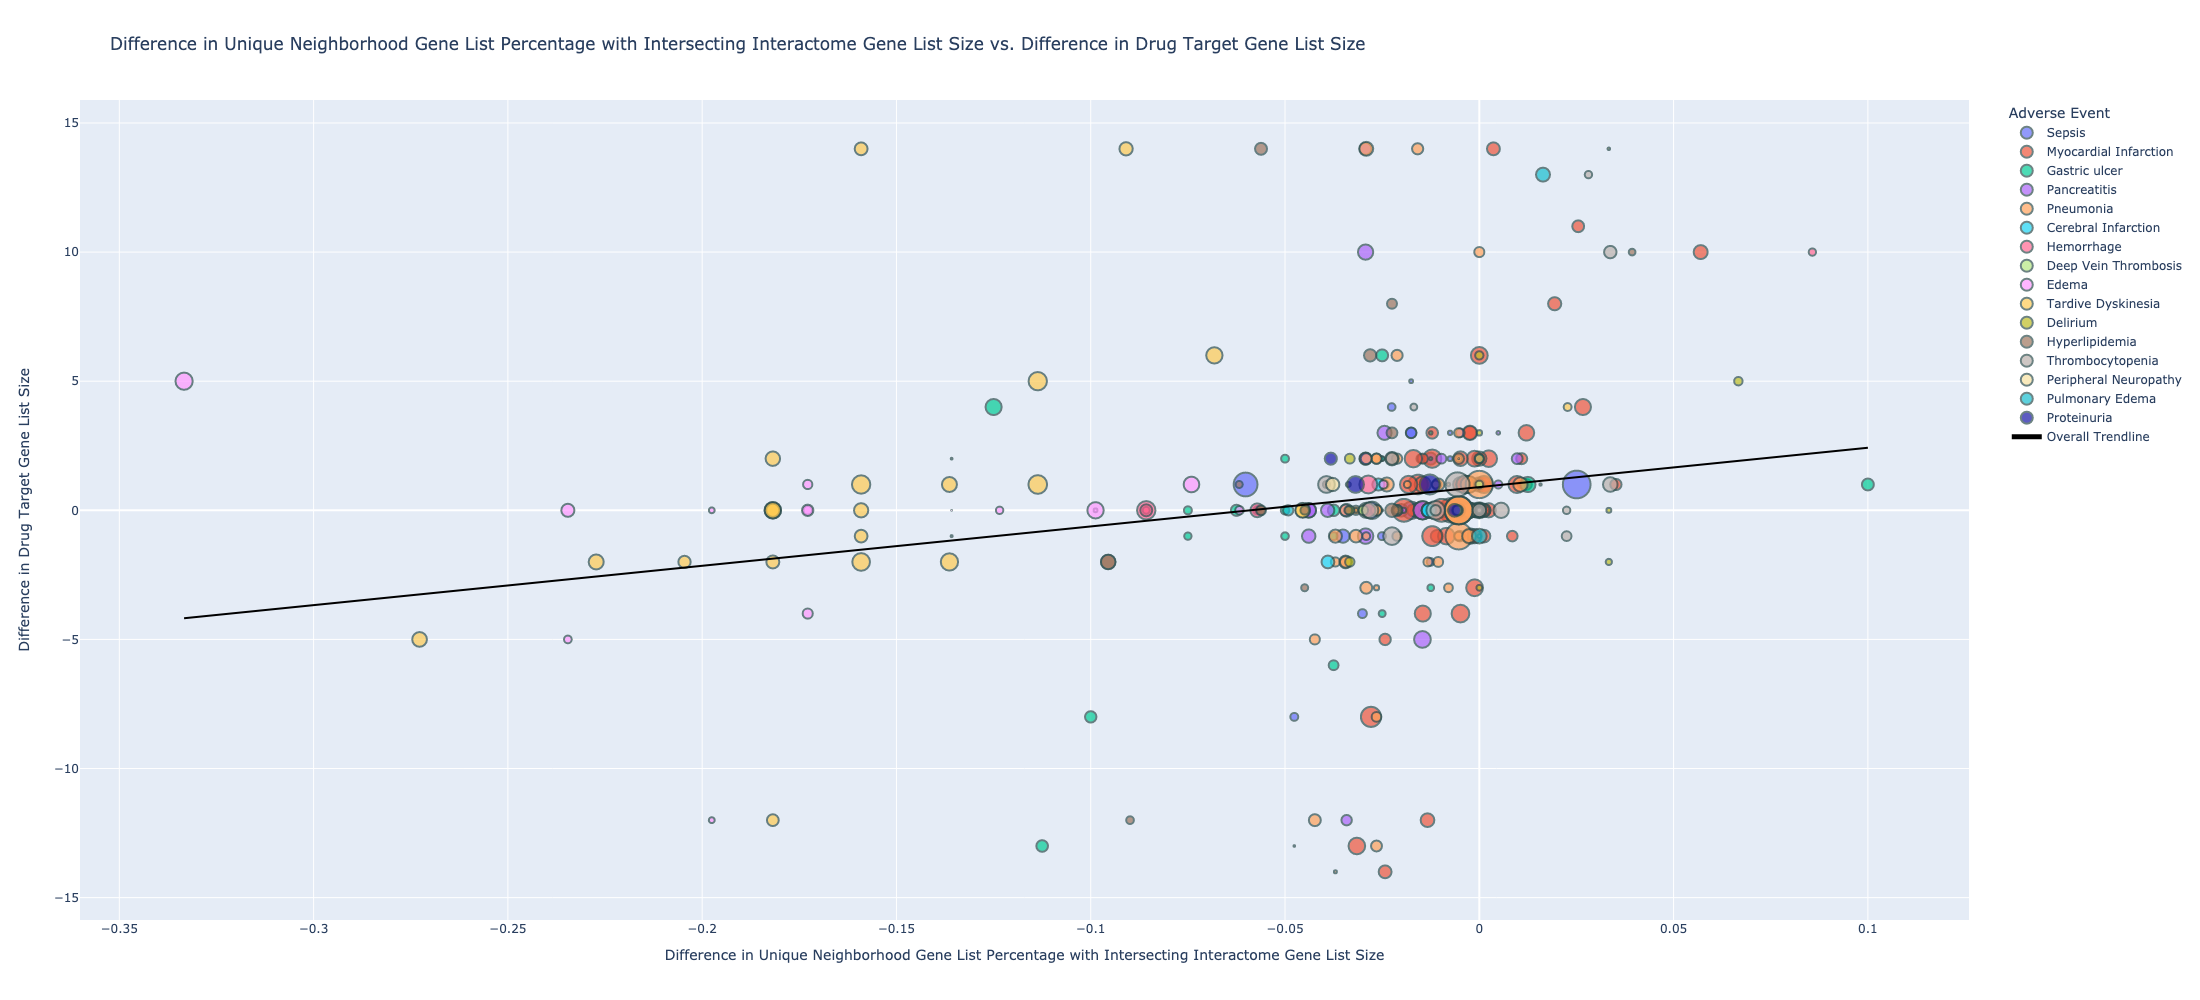 Difference in Unique Neighborhood Gene List Percentage with Intersecting Interactome Gene List Size vs. Difference in Drug Target Gene List Size
Adverse Event
Sepsis
Myocardial Infarction
Gastric ulcer
Pancreatitis
Pneumonia
Cerebral Infarction
Hemorrhage
Deep Vein Thrombosis
Edema
Tardive Dyskinesia
Delirium
Hyperlipidemia
Thrombocytopenia
Peripheral Neuropathy
Pulmonary Edema
Proteinuria
Overall Trendline
Difference in Drug Target Gene List Size
15
10
5
0
−5
−10
−15
−0.35 −0.3 −0.25 −0.2 −0.15 −0.1 −0.05 0 0.05 0.1
Difference in Unique Neighborhood Gene List Percentage with Intersecting Interactome Gene List Size